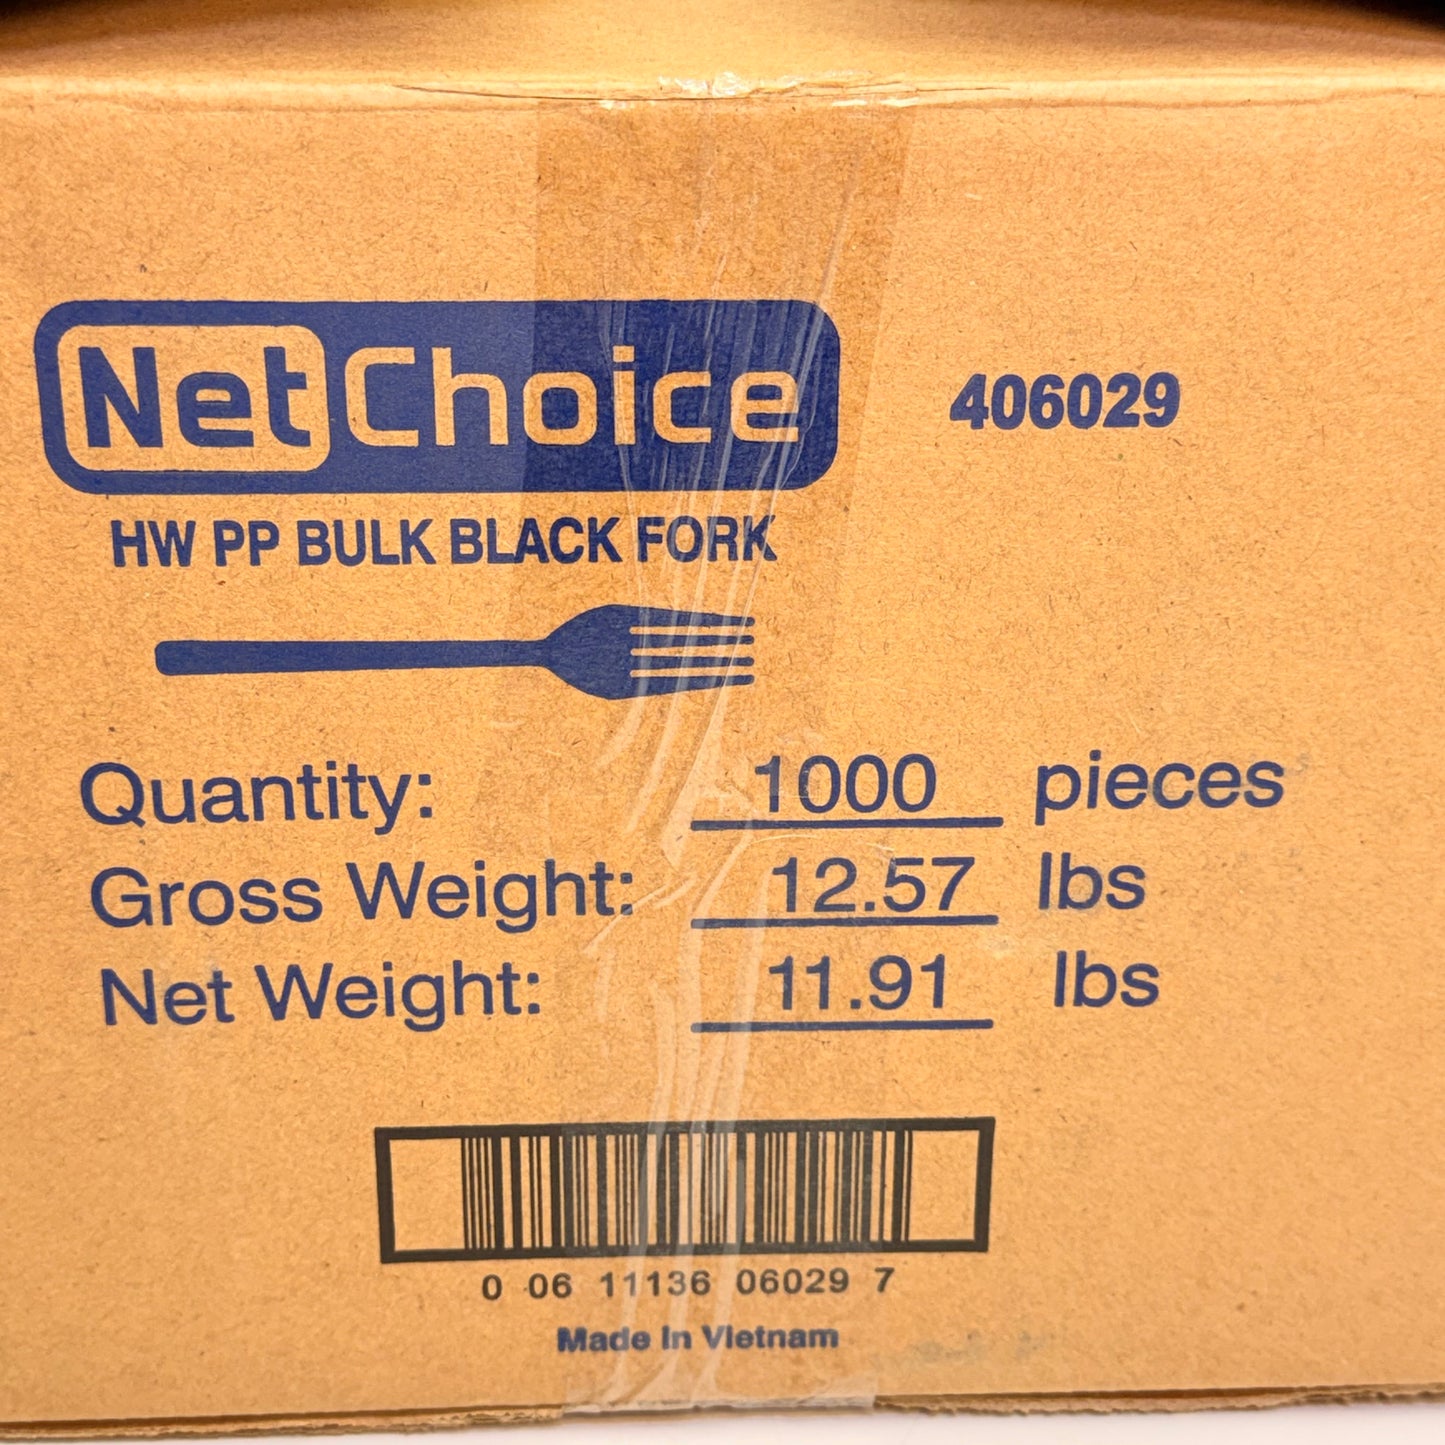 NetChoice
406029
HW PP BULK BLACK FORK
Quantity: 1000 pieces
Gross Weight: 12.57 lbs
Net Weight: 11.91 lbs
0 06 11136 06029 7
Made In Vietnam